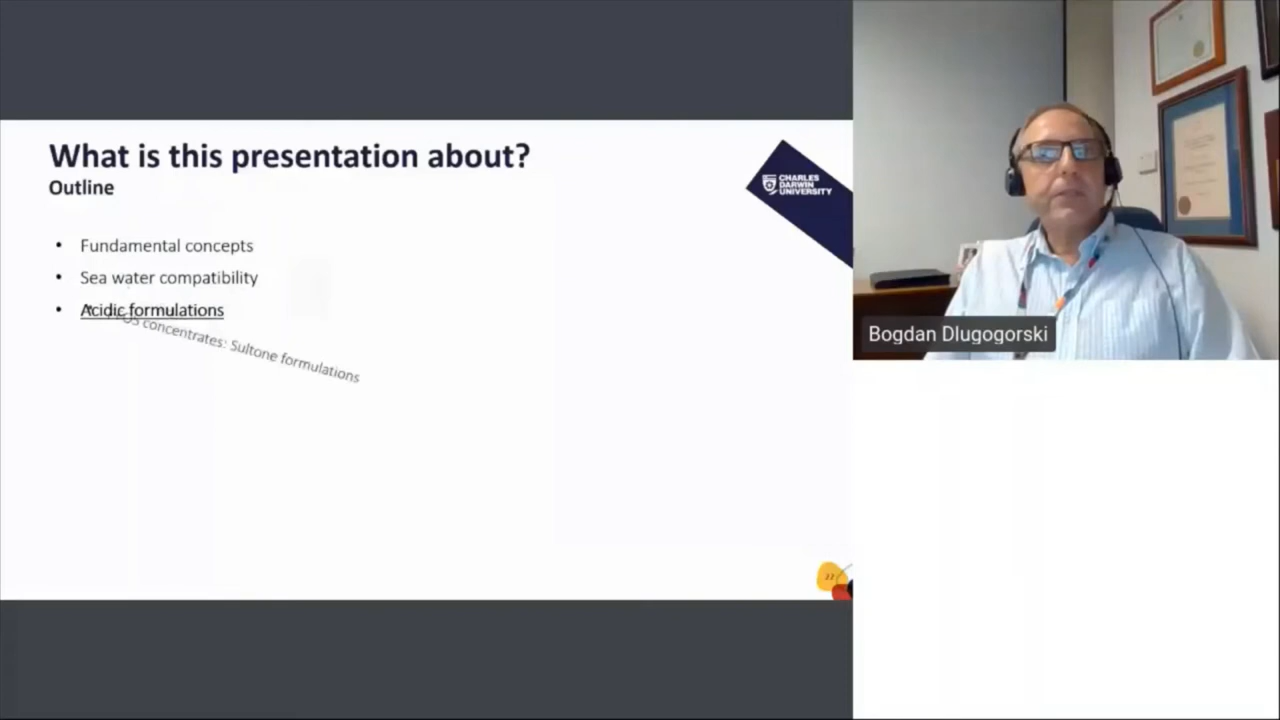 What is this presentation about?
Outline
CHARLES
DARWIN
UNIVERSITY
• Fundamental concepts
• Sea water compatibility
• Acidic formulations
concentrates: Sultone formulations
Bogdan Dlugogorski